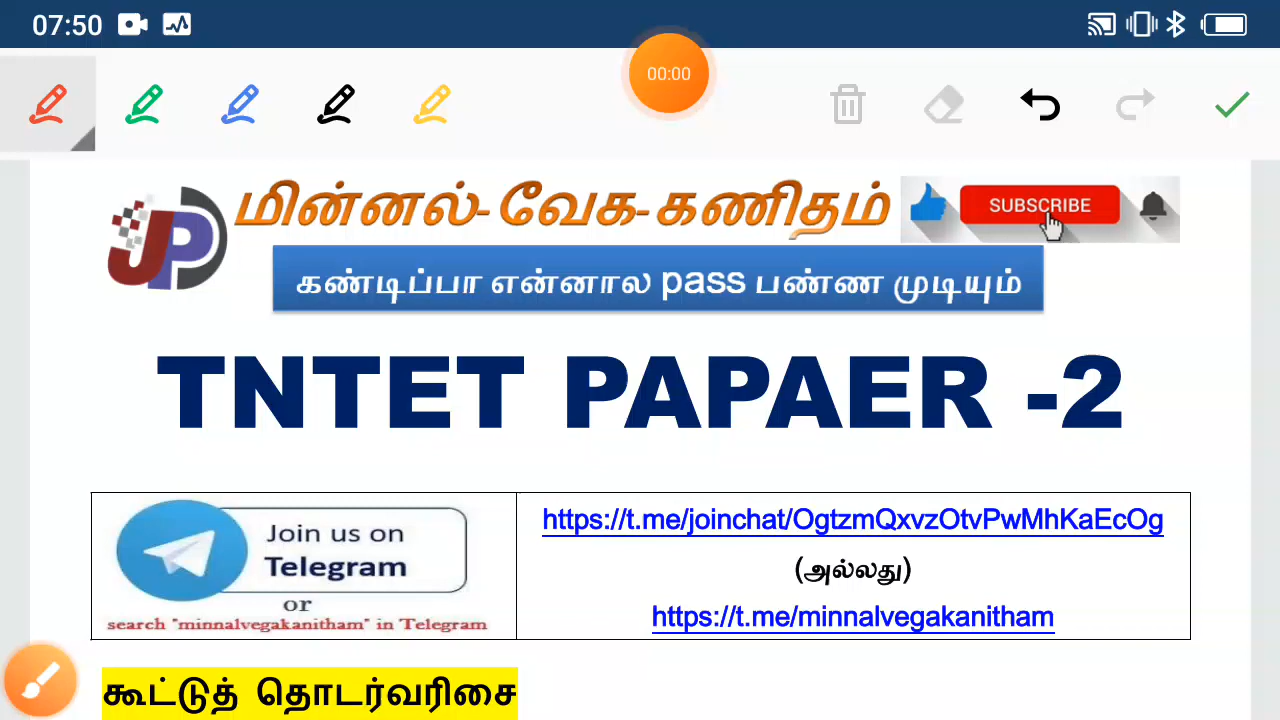 07:50
00:00
JP
மின்னல்-வேக-கணிதம்
SUBSCRIBE
கண்டிப்பா என்னால pass பண்ண முடியும்
TNTET PAPAER -2
Join us on
Telegram
or
search "minnalvegakanitham" in Telegram
https://t.me/joinchat/OgtzmQxvzOtvPwMhKaEcOg
(அல்லது)
https://t.me/minnalvegakanitham
கூட்டுத் தொடர்வரிசை